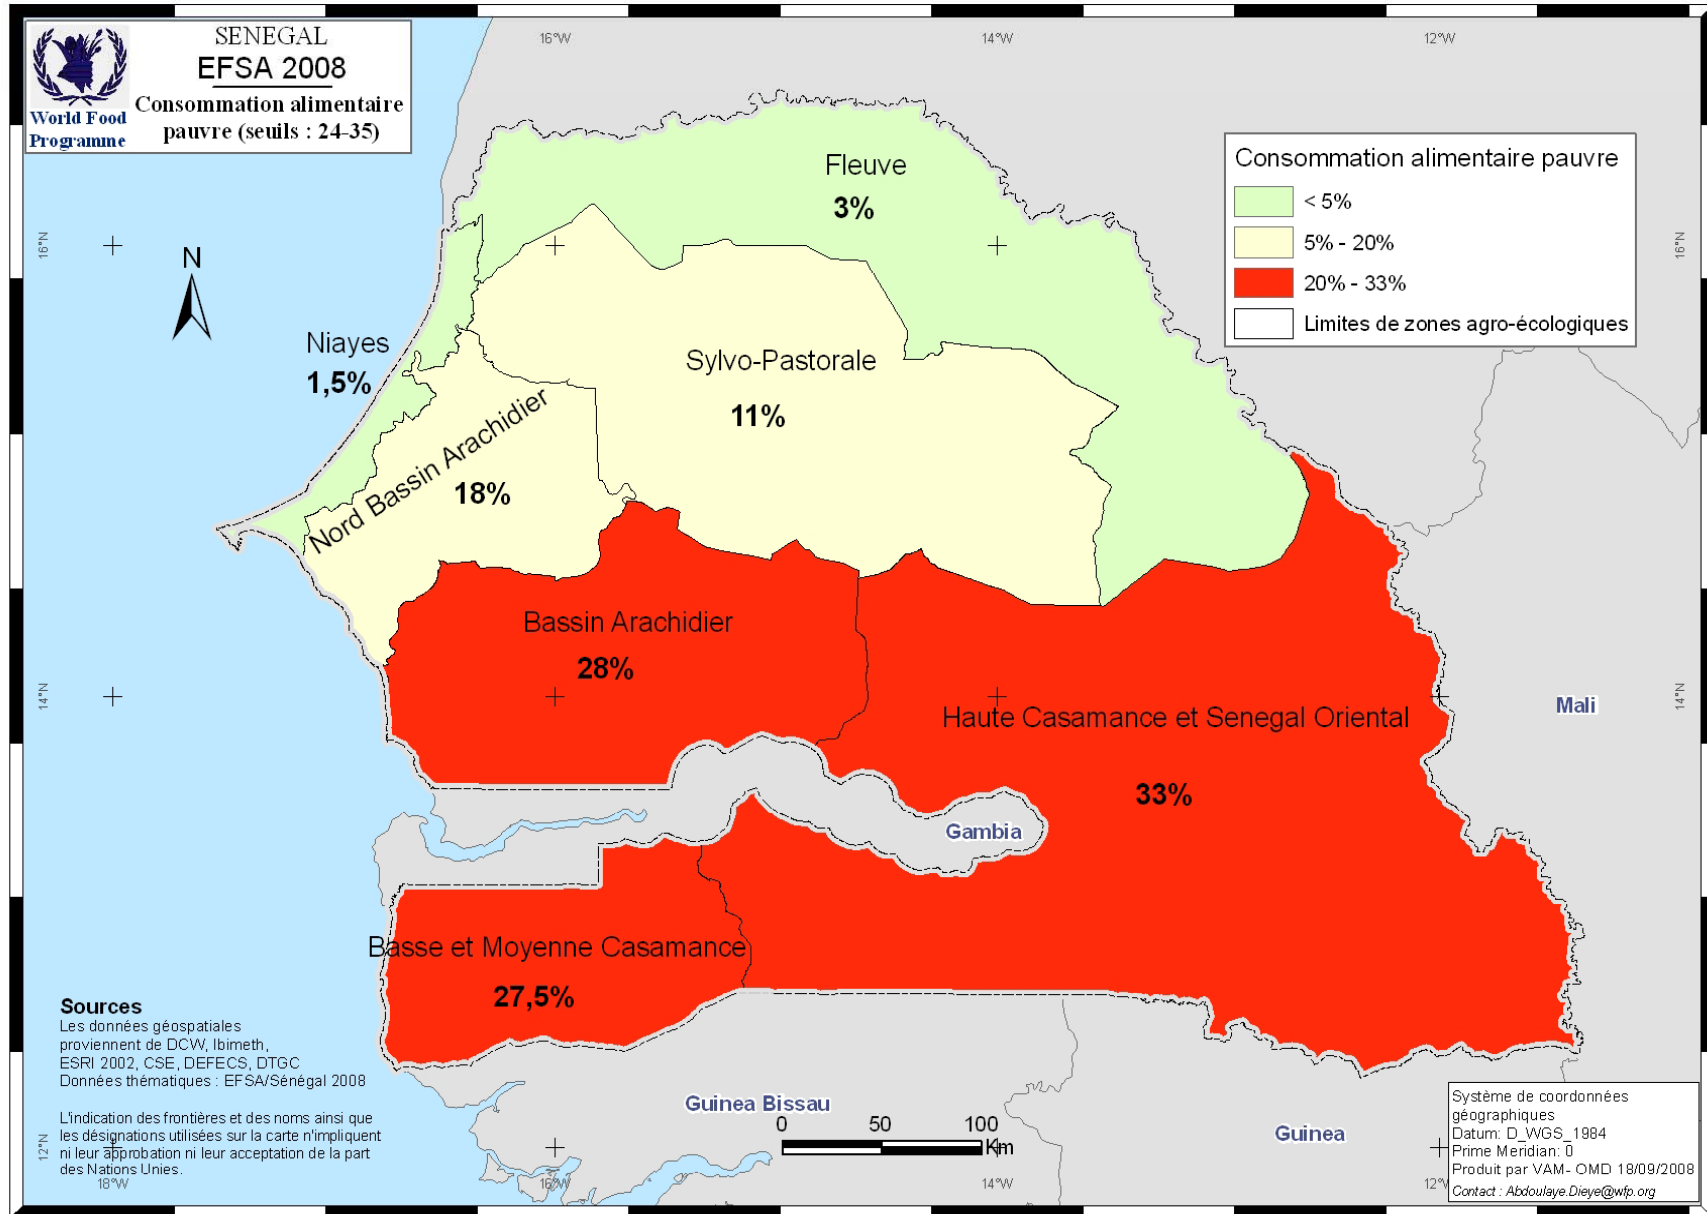 SENEGAL
EFSA 2008
Consommation alimentaire
pauvre (seuils : 24-35)
World Food
Programme
16°W
14°W
12°W
Consommation alimentaire pauvre
< 5%
5% - 20%
20% - 33%
Limites de zones agro-écologiques
16°N
16°N
N
Fleuve
3%
Niayes
1,5%
Sylvo-Pastorale
11%
Nord Bassin Arachidier
18%
Bassin Arachidier
28%
14°N
14°N
Haute Casamance et Senegal Oriental
33%
Mali
Gambia
Basse et Moyenne Casamance
27,5%
Sources
Les données géospatiales
proviennent de DCW, Ibimeth,
ESRI 2002, CSE, DEFECS, DTGC
Données thématiques : EFSA/Sénégal 2008
L'indication des frontières et des noms ainsi que
les désignations utilisées sur la carte n'impliquent
ni leur approbation ni leur acceptation de la part
des Nations Unies.
Guinea Bissau
Guinea
0 50 100
Km
Système de coordonnées
géographiques
Datum: D_WGS_1984
Prime Meridian: 0
Produit par VAM- OMD 18/09/2008
Contact : Abdoulaye.Dieye@wfp.org
12°N
18°W
16°W
14°W
12°W